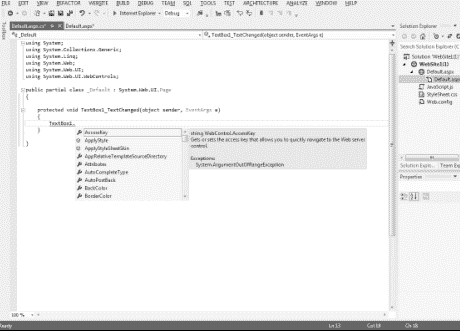 FILE EDIT VIEW REFACTOR WEBSITE BUILD DEBUG TEAM SQL TOOLS TEST ARCHITECTURE ANALYZE WINDOW HELP
Internet Explorer Debug
Default.aspx.cs* Default.aspx
_Default
TextBox1_TextChanged(object sender, EventArgs e)
using System;
using System.Collections.Generic;
using System.Linq;
using System.Web;
using System.Web.UI;
using System.Web.UI.WebControls;
public partial class _Default : System.Web.UI.Page
{
protected void TextBox1_TextChanged(object sender, EventArgs e)
{
TextBox1.
}
}
AccessKey
ApplyStyle
ApplyStyleSheetSkin
AppRelativeTemplateSourceDirectory
Attributes
AutoCompleteType
AutoPostBack
BackColor
BorderColor
string WebControl.AccessKey
Gets or sets the access key that allows you to quickly navigate to the Web server
control.
Exceptions:
System.ArgumentOutOfRangeException
100 %
Toolbox
Solution Explorer
Search Solution Explorer (C
Solution 'WebSite1(1)
WebSite1(1)
Default.aspx
Default.aspx
JavaScript.js
StyleSheet.css
Web.config
Solution Explo... Team Exp
Properties
Ready
Ln 13 Col 18 Ch 18